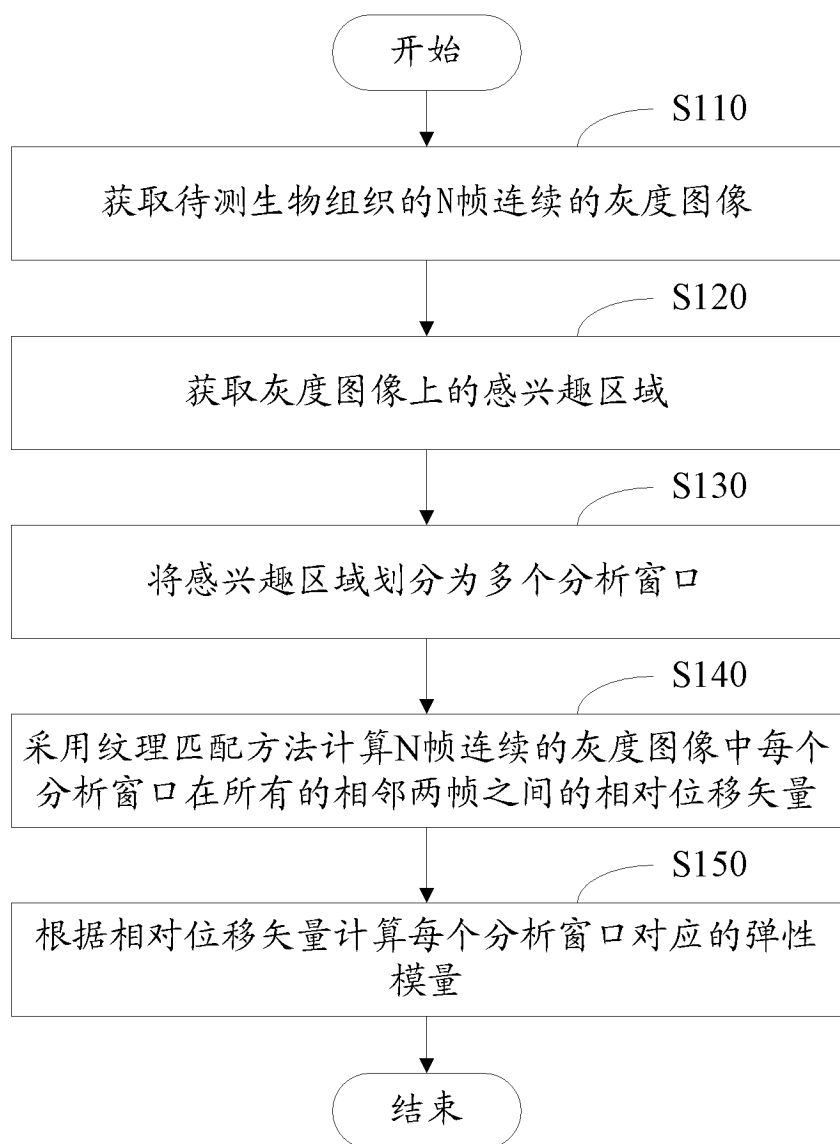 开始
S110
获取待测生物组织的N帧连续的灰度图像
S120
获取灰度图像上的感兴趣区域
S130
将感兴趣区域划分为多个分析窗口
S140
采用纹理匹配方法计算N帧连续的灰度图像中每个
分析窗口在所有的相邻两帧之间的相对位移矢量
S150
根据相对位移矢量计算每个分析窗口对应的弹性
模量
结束